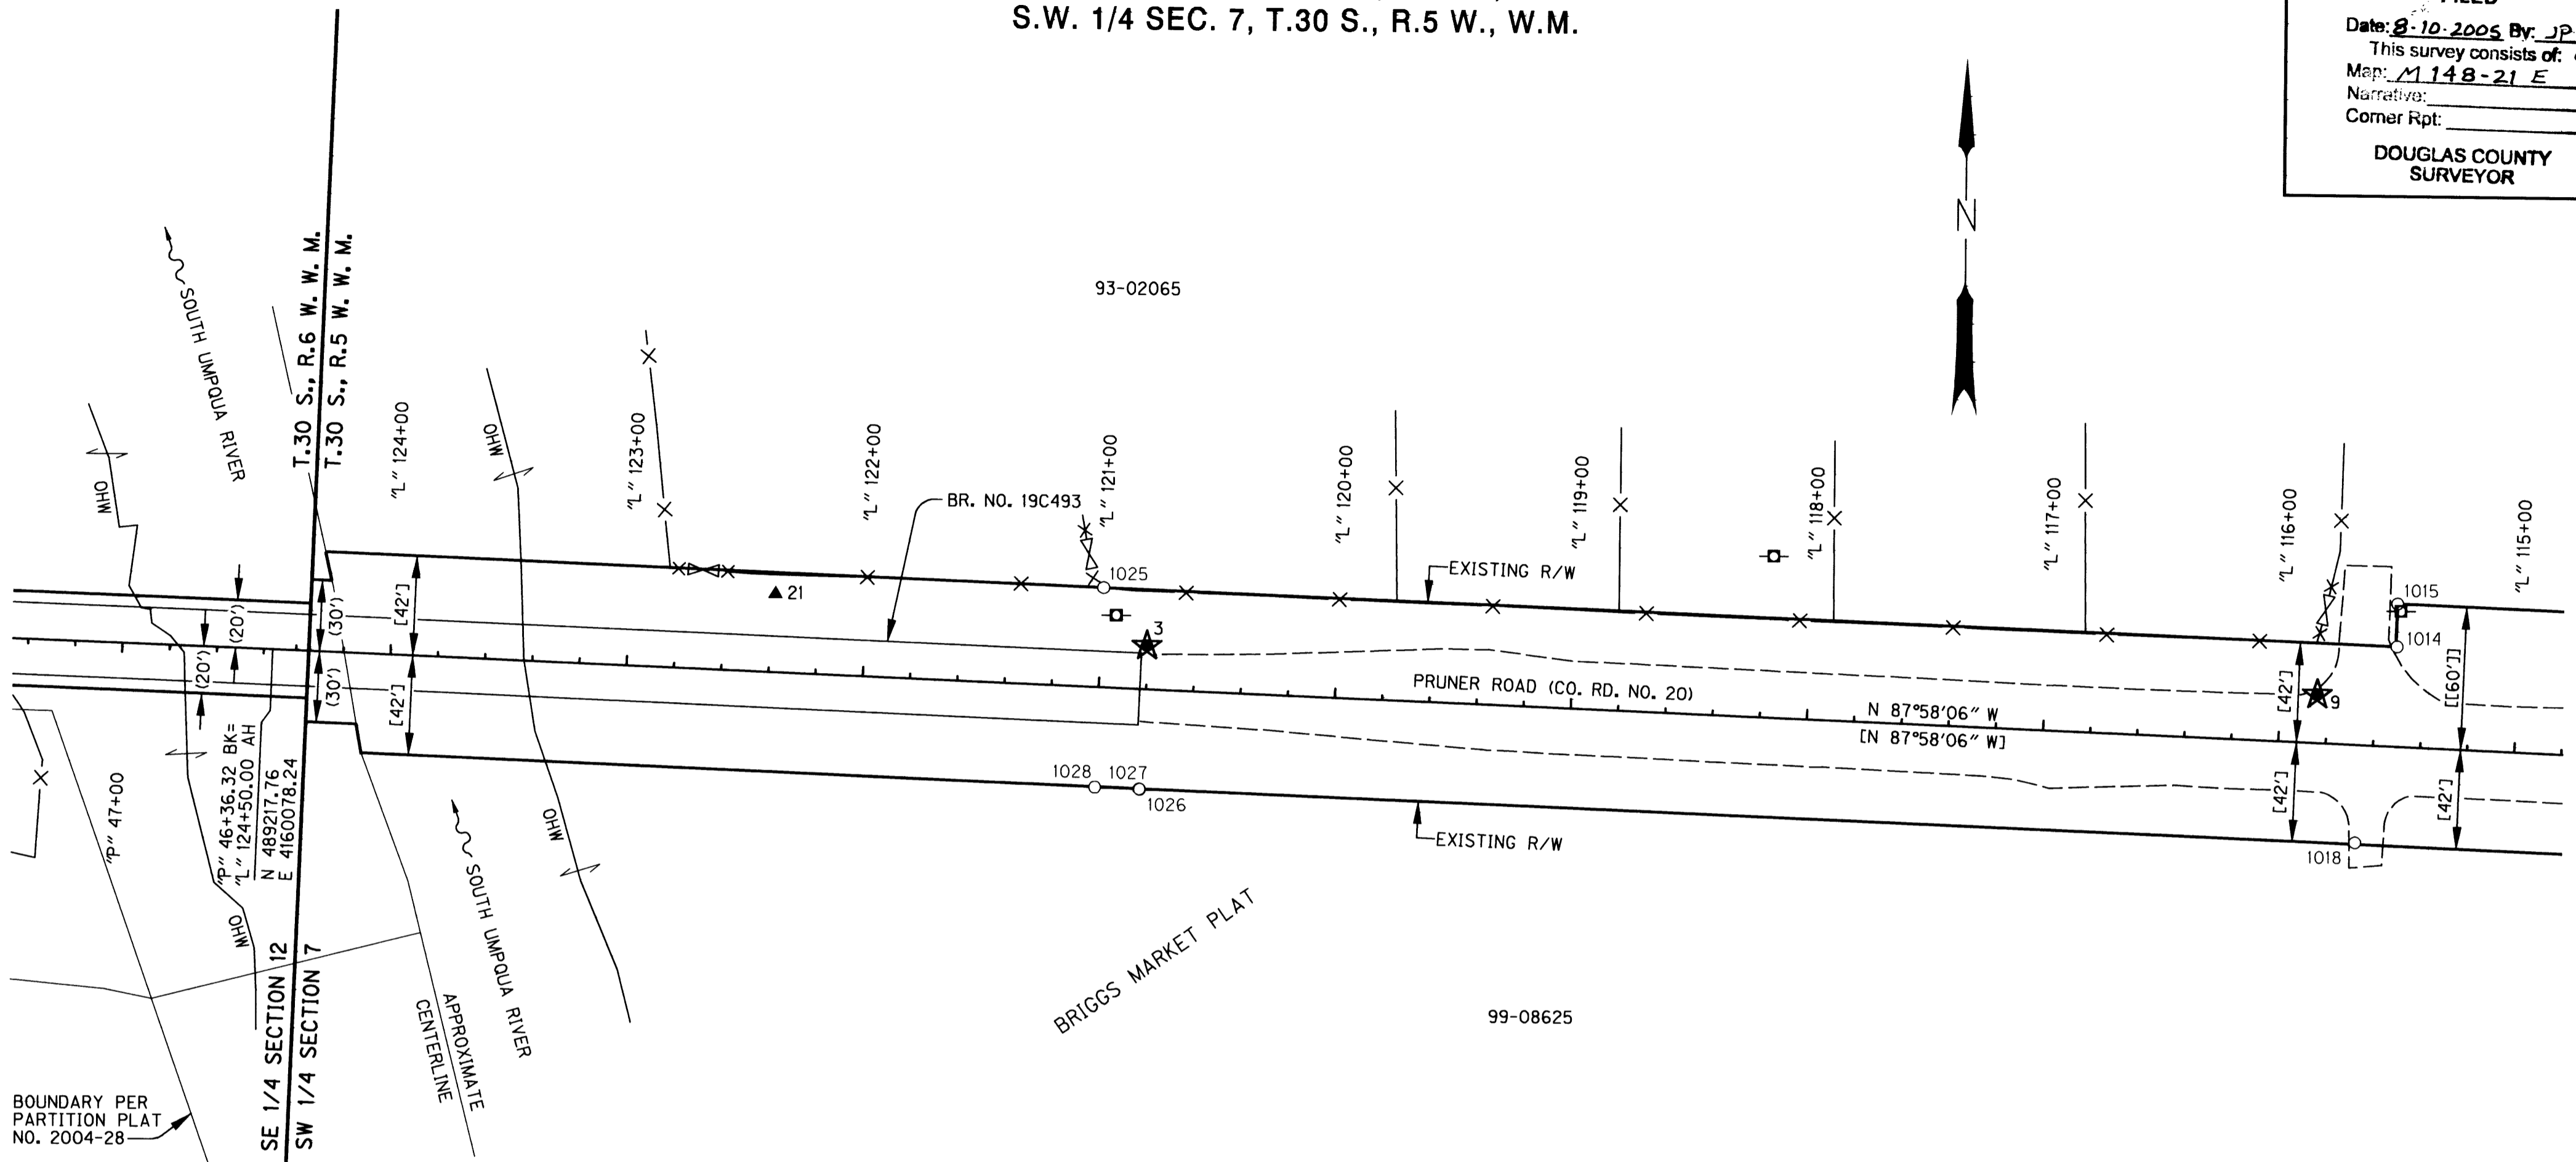 S.W. 1/4 SEC. 7, T.30 S., R.5 W., W.M.
Date: 8-10-2005 By: JP
This survey consists of:
Map: M 148-21 E
Narrative:
Corner Rpt:
DOUGLAS COUNTY
SURVEYOR
N
93-02065
SOUTH UMPQUA RIVER
T.30 S., R.6 W. W. M.
T.30 S., R.5 W. W. M.
OHW
"L" 124+00
OHW
"L" 123+00
"L" 122+00
BR. NO. 19C493
"L" 121+00
"L" 120+00
"L" 119+00
"L" 118+00
"L" 117+00
"L" 116+00
"L" 115+00
1025
EXISTING R/W
21
3
1015
1014
(20')
(20')
(30')
(30')
[42']
[42']
PRUNER ROAD (CO. RD. NO. 20)
N 87°58'06" W
[N 87°58'06" W]
[42']
[42']
9
[[60']]
[42']
1028
1027
1026
EXISTING R/W
1018
"P" 47+00
"P" 46+36.32 BK=
"L" 124+50.00 AH
N 489217.76
E 4160078.24
OHW
OHW
SOUTH UMPQUA RIVER
APPROXIMATE
CENTERLINE
BRIGGS MARKET PLAT
99-08625
SE 1/4 SECTION 12
SW 1/4 SECTION 7
BOUNDARY PER
PARTITION PLAT
NO. 2004-28